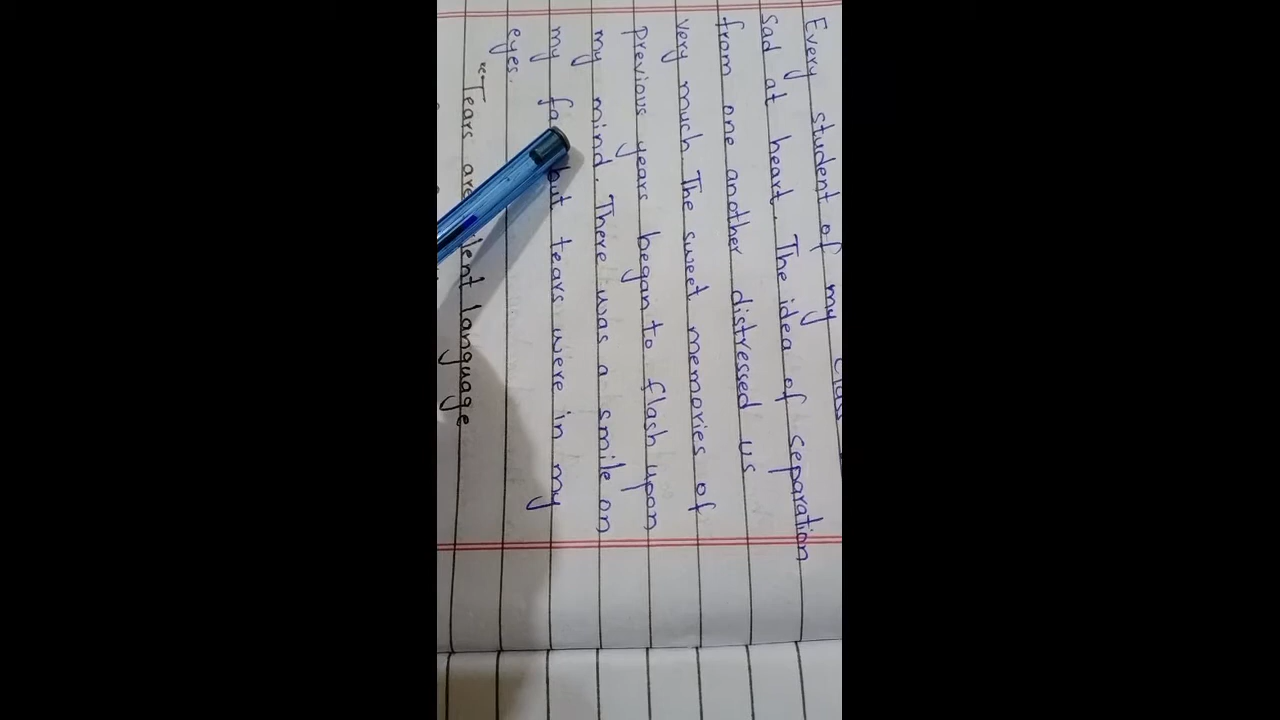 Every student of my
sad at heart. The idea of separation
from one another distressed us
very much. The sweet memories of
previous years began to flash upon
my mind. There was a smile on
my fa but tears were in my
eyes.
"Tears are lent language